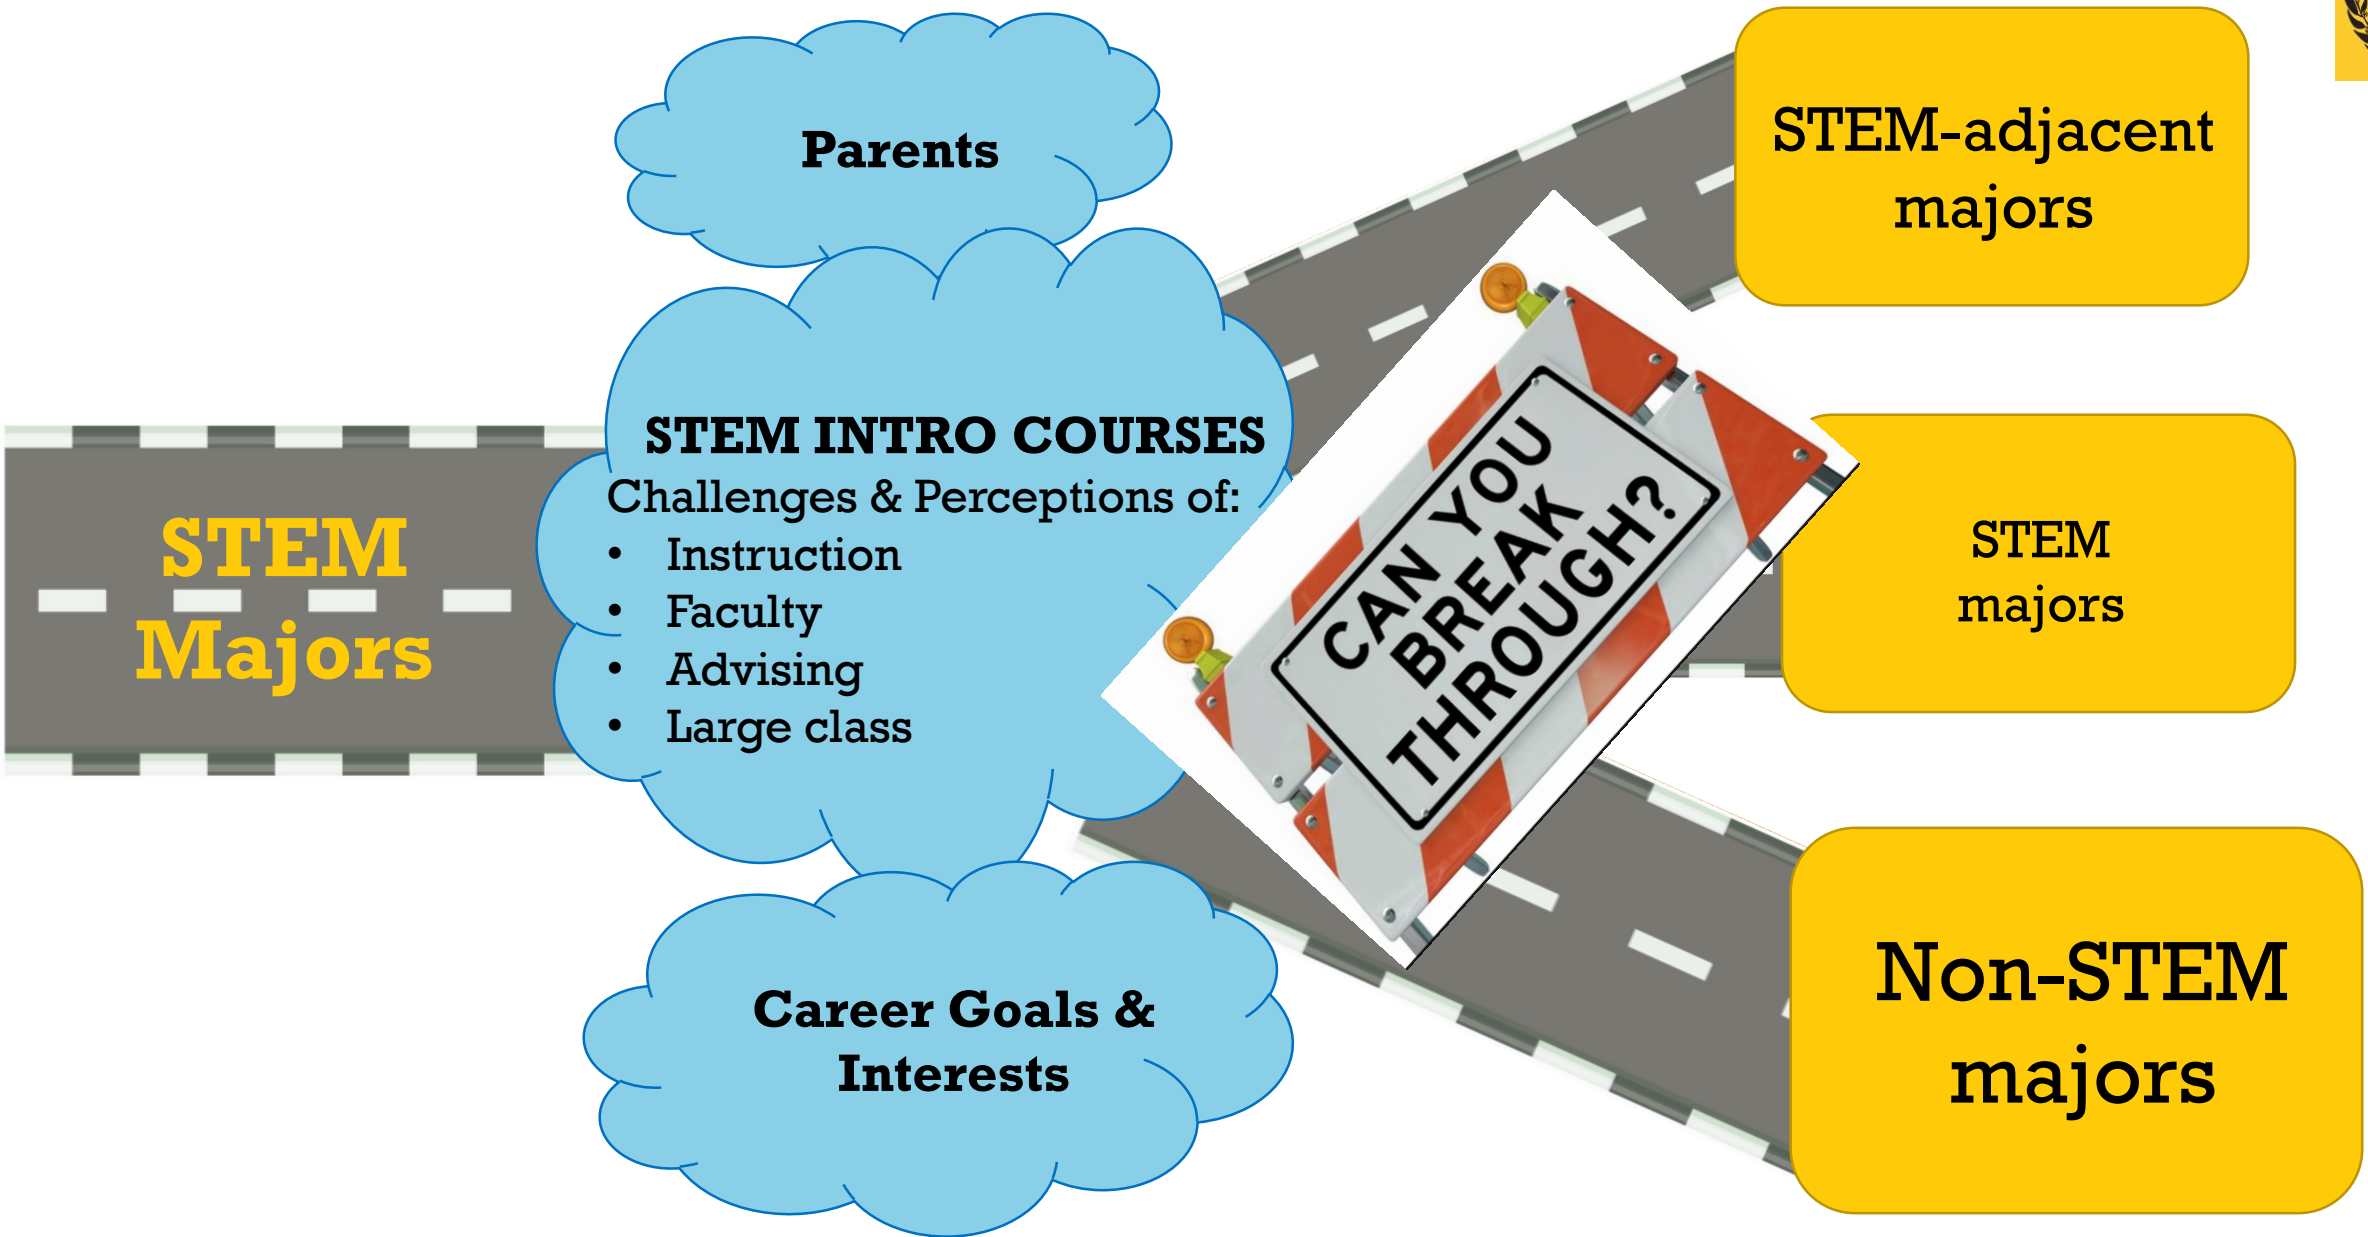 Parents
STEM-adjacent
majors
STEM INTRO COURSES
Challenges & Perceptions of:
• Instruction
• Faculty
• Advising
• Large class
STEM
Majors
CAN YOU
BREAK
THROUGH?
STEM
majors
Career Goals &
Interests
Non-STEM
majors